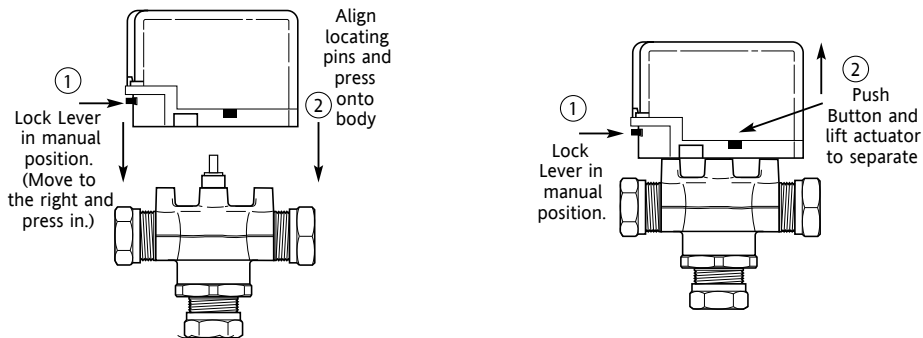 1
Lock Lever
in manual
position.
(Move to
the right and
press in.)
2
Align
locating
pins and
press
onto
body
1
Lock
Lever in
manual
position.
2
Push
Button and
lift actuator
to separate